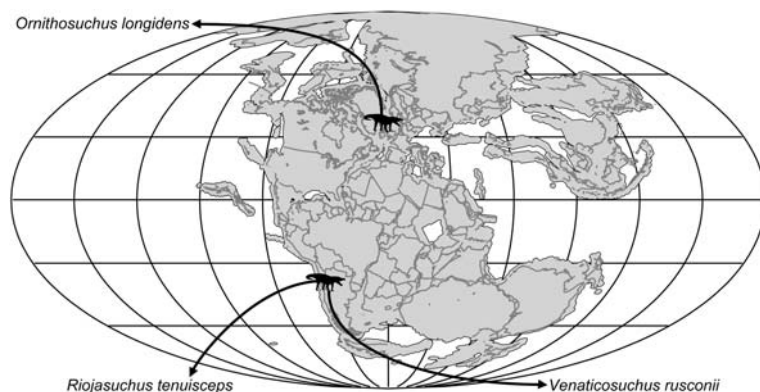 Ornithosuchus longidens
Riojasuchus tenuisceps
Venaticosuchus rusconii